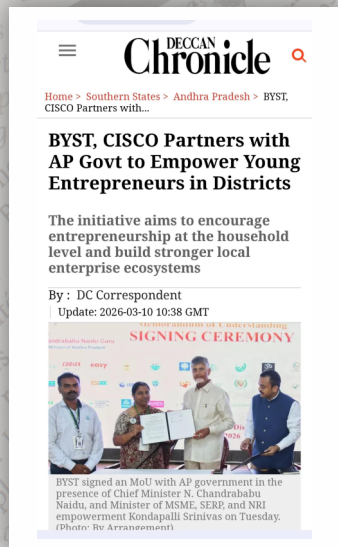 DECCAN
Chronicle
Home > Southern States > Andhra Pradesh > BYST,
CISCO Partners with...
BYST, CISCO Partners with
AP Govt to Empower Young
Entrepreneurs in Districts
The initiative aims to encourage
entrepreneurship at the household
level and build stronger local
enterprise ecosystems
By : DC Correspondent
Update: 2026-03-10 10:38 GMT
Memorandum of Understanding
SIGNING CEREMONY
BYST signed an MoU with AP government in the
presence of Chief Minister N. Chandrababu
Naidu, and Minister of MSME, SERP, and NRI
empowerment Kondapalli Srinivas on Tuesday.
(Photo: By Arrangement)